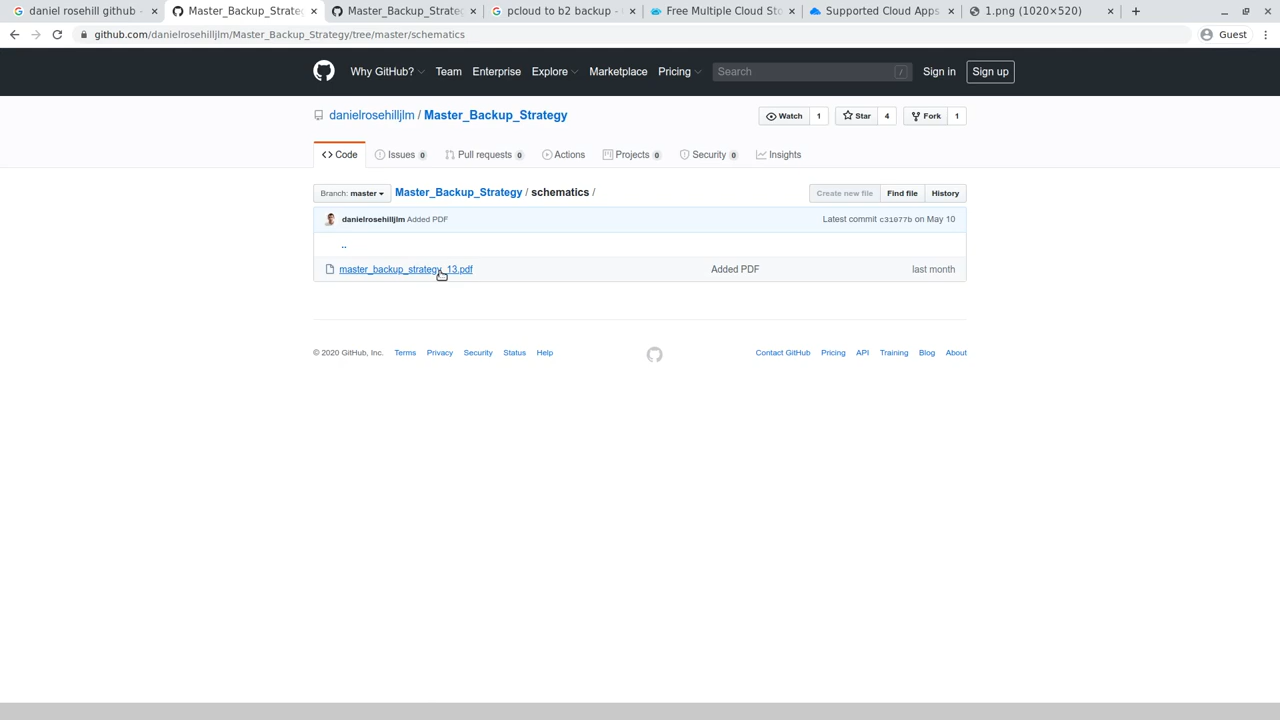 daniel rosehill github -
Master_Backup_Strate
Master_Backup_Strate
pcloud to b2 backup -
Free Multiple Cloud Sto
Supported Cloud Apps
1.png (1020×520)
github.com/danielrosehilljlm/Master_Backup_Strategy/tree/master/schematics
Guest
Why GitHub?
Team
Enterprise
Explore
Marketplace
Pricing
Search
/
Sign in
Sign up
danielrosehilljlm / Master_Backup_Strategy
Watch 1
Star 4
Fork 1
Code
Issues 0
Pull requests 0
Actions
Projects 0
Security 0
Insights
Branch: master
Master_Backup_Strategy / schematics /
Create new file
Find file
History
danielrosehilljlm Added PDF
Latest commit c31077b on May 10
..
master_backup_strategy_13.pdf
Added PDF
last month
© 2020 GitHub, Inc.
Terms
Privacy
Security
Status
Help
Contact GitHub
Pricing
API
Training
Blog
About